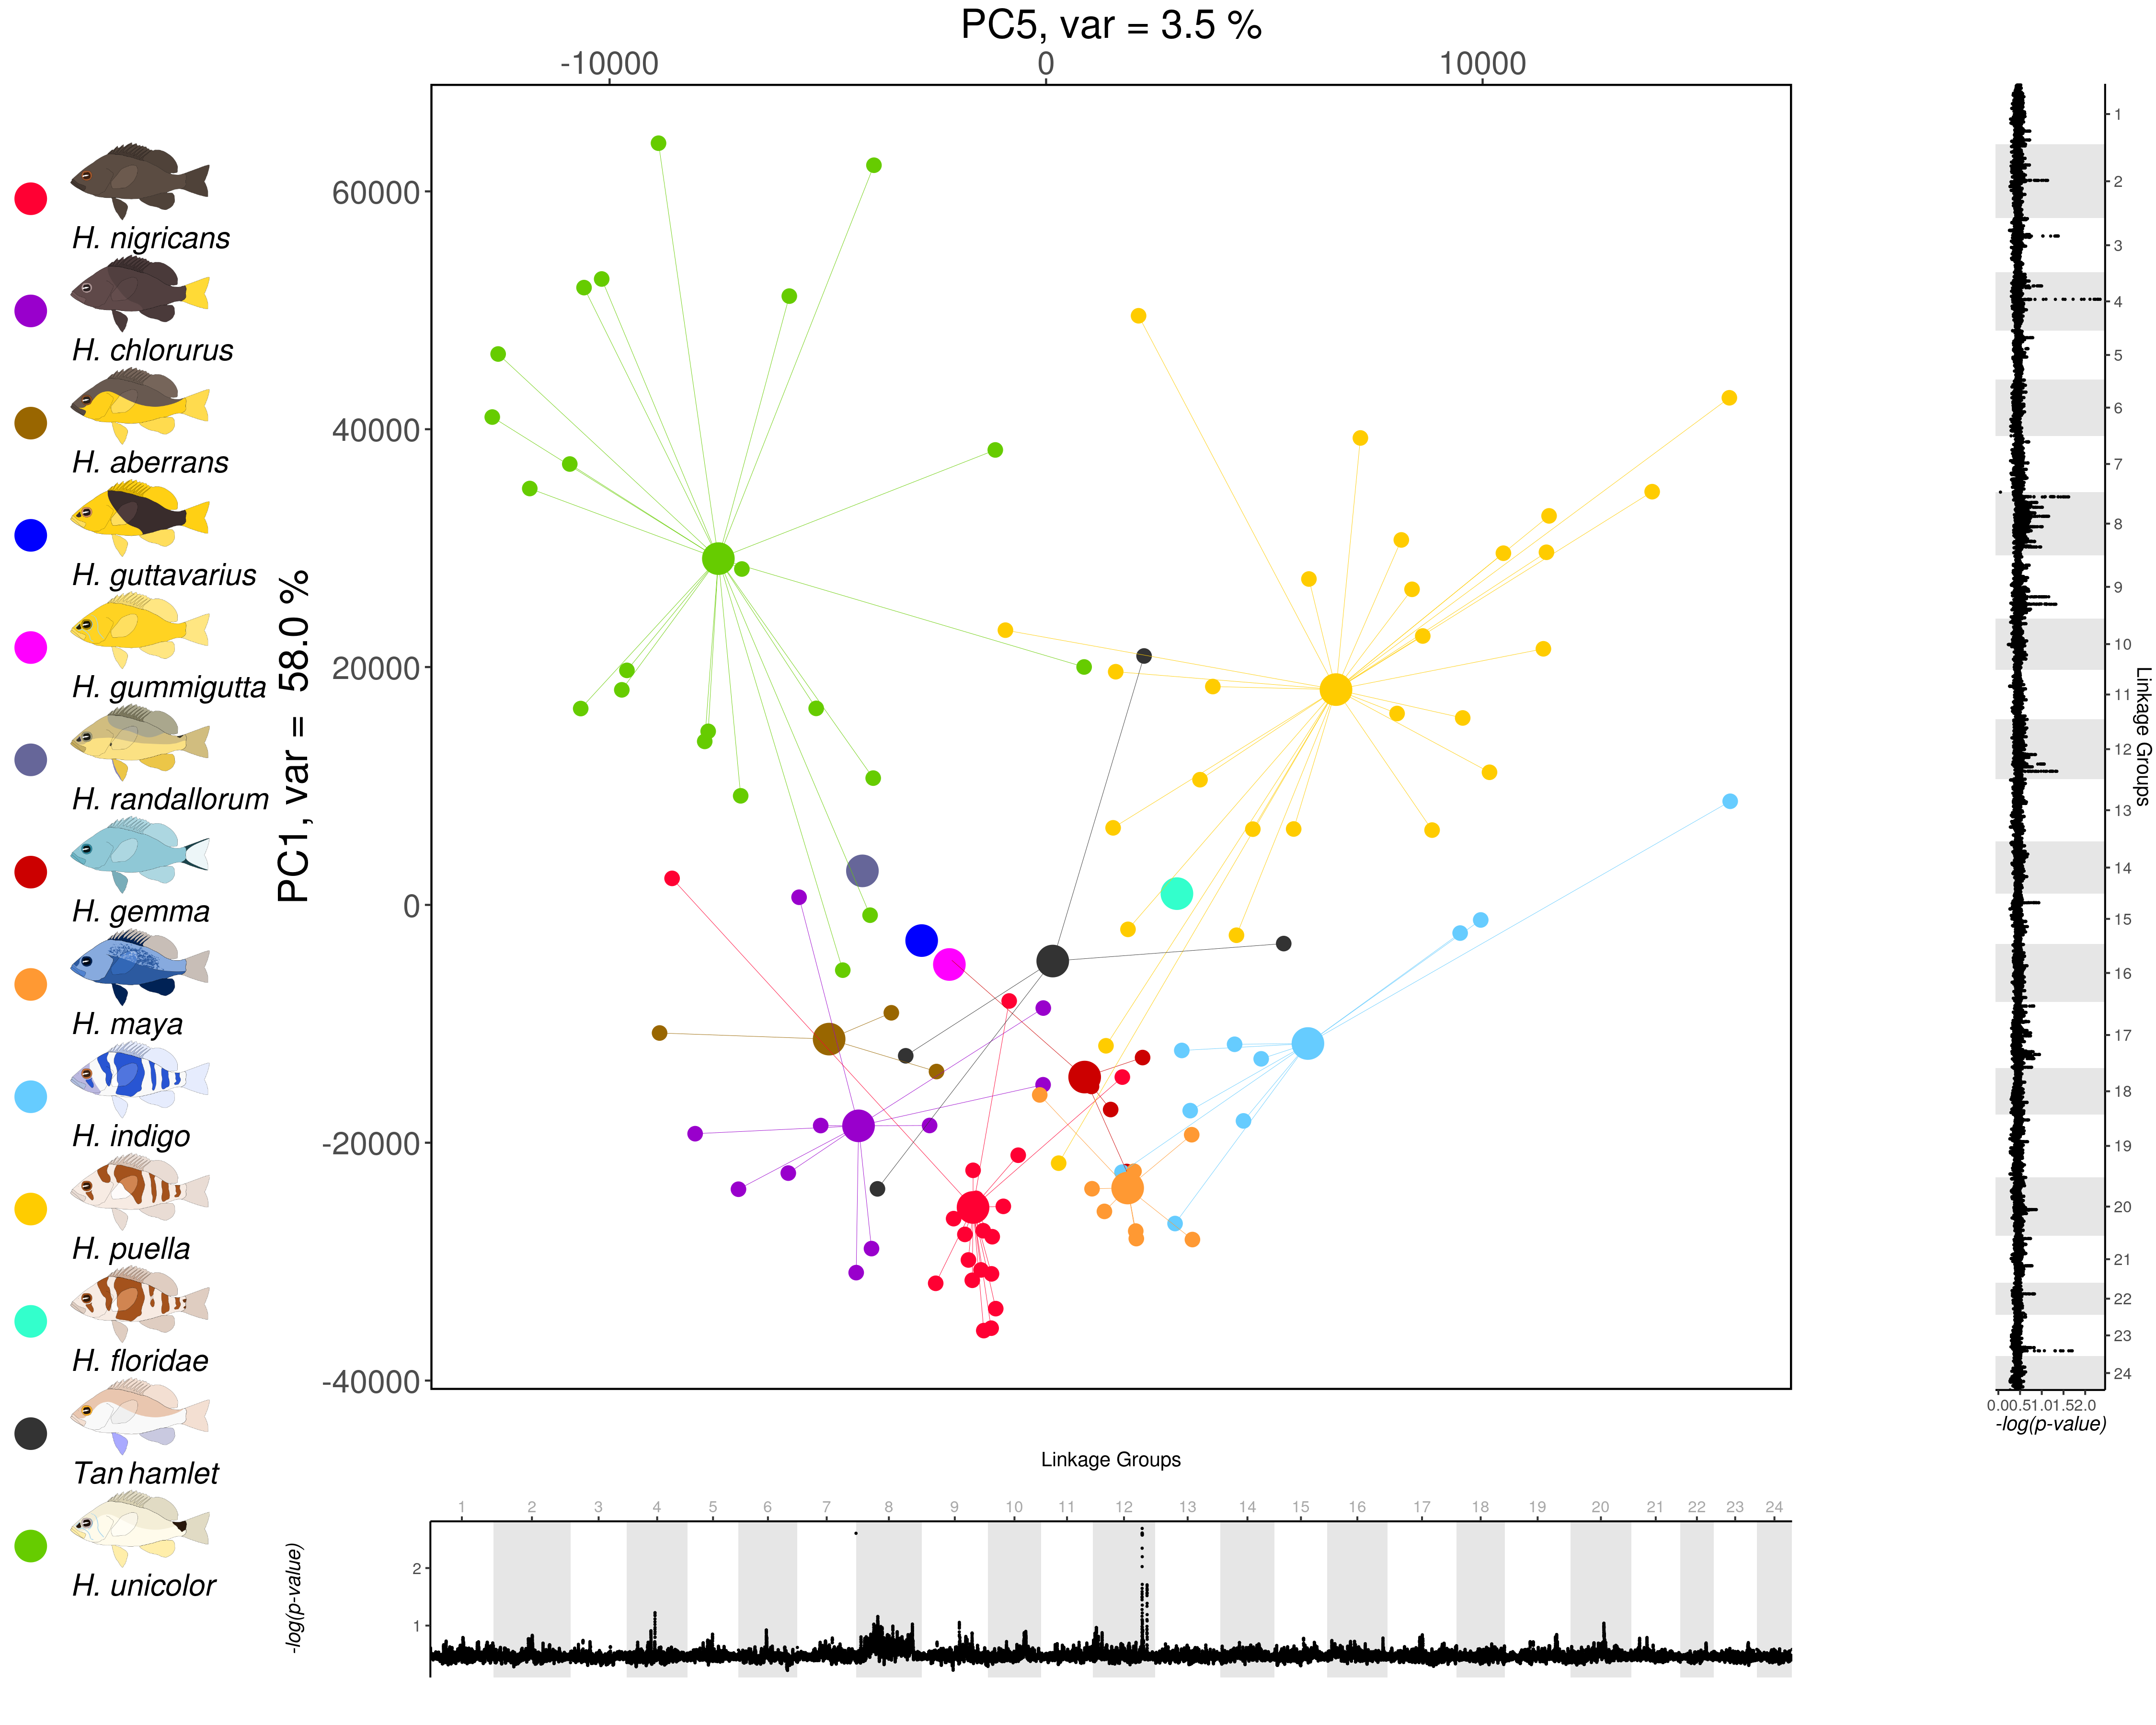 PC5, var = 3.5 %
-10000 0 10000
H. nigricans
H. chlorurus
H. aberrans
H. guttavarius
H. gummigutta
H. randallorum
H. gemma
H. maya
H. indigo
H. puella
H. floridae
Tan hamlet
H. unicolor
PC1, var = 58.0 %
60000
40000
20000
0
-20000
-40000
1
2
3
4
5
6
7
8
9
10
11
12
13
14
15
16
17
18
19
20
21
22
23
24
Linkage Groups
0.00.51.01.52.0
-log(p-value)
Linkage Groups
1 2 3 4 5 6 7 8 9 10 11 12 13 14 15 16 17 18 19 20 21 22 23 24
-log(p-value)
2
1